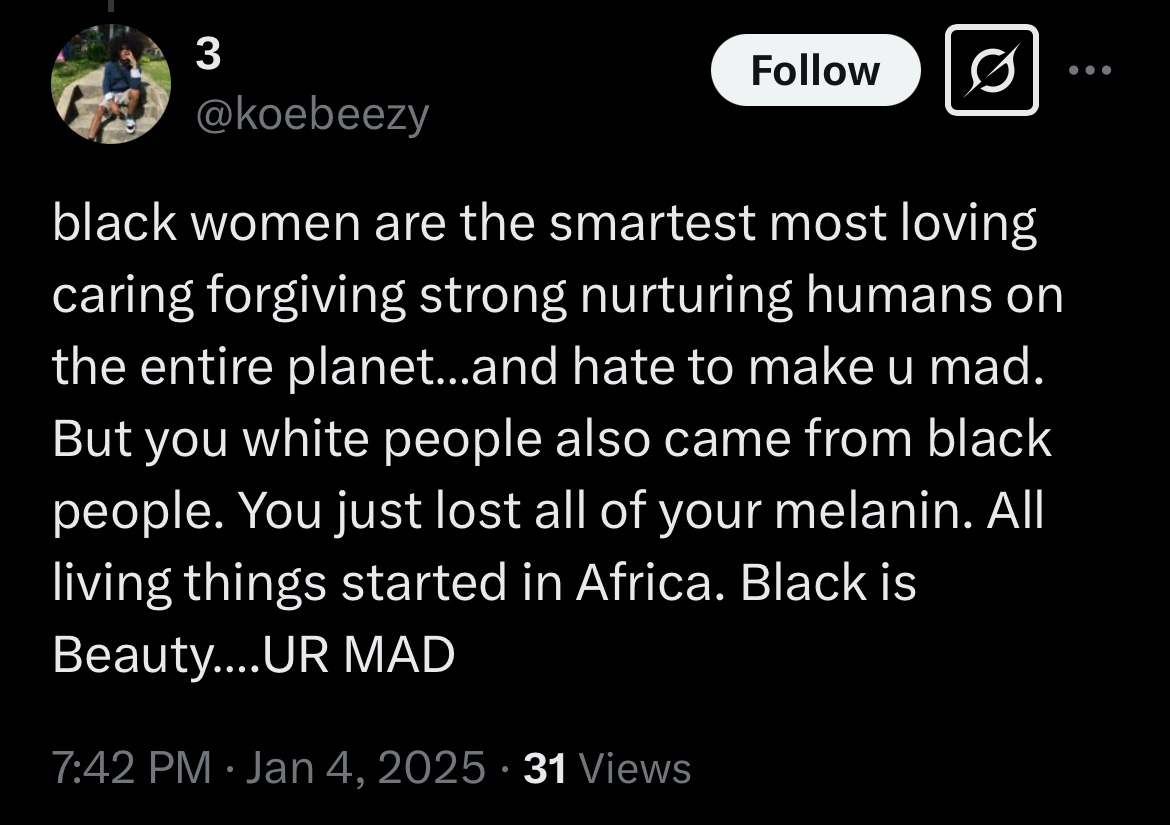 3
Follow
@koebeezy
black women are the smartest most loving
caring forgiving strong nurturing humans on
the entire planet...and hate to make u mad.
But you white people also came from black
people. You just lost all of your melanin. All
living things started in Africa. Black is
Beauty....UR MAD
7:42 PM · Jan 4, 2025 · 31 Views